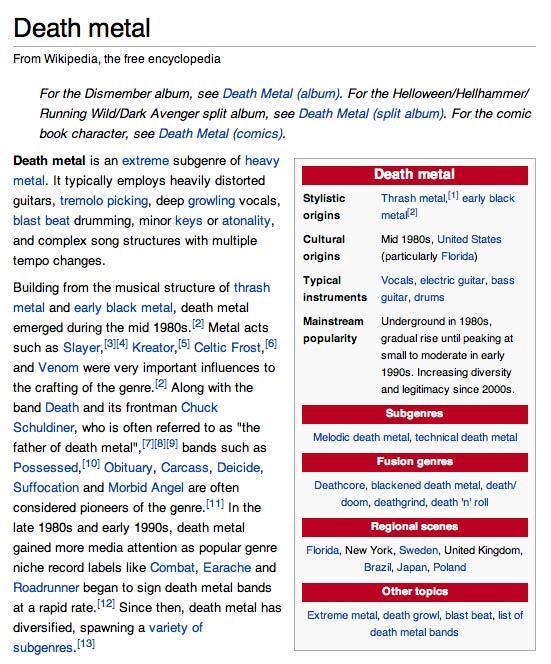 Death metal
From Wikipedia, the free encyclopedia
For the Dismember album, see Death Metal (album). For the Helloween/Hellhammer/
Running Wild/Dark Avenger split album, see Death Metal (split album). For the comic
book character, see Death Metal (comics).
Death metal is an extreme subgenre of heavy
metal. It typically employs heavily distorted
guitars, tremolo picking, deep growling vocals,
blast beat drumming, minor keys or atonality,
and complex song structures with multiple
tempo changes.
Building from the musical structure of thrash
metal and early black metal, death metal
emerged during the mid 1980s.[2] Metal acts
such as Slayer,[3][4] Kreator,[5] Celtic Frost,[6]
and Venom were very important influences to
the crafting of the genre.[2] Along with the
band Death and its frontman Chuck
Schuldiner, who is often referred to as "the
father of death metal",[7][8][9] bands such as
Possessed,[10] Obituary, Carcass, Deicide,
Suffocation and Morbid Angel are often
considered pioneers of the genre.[11] In the
late 1980s and early 1990s, death metal
gained more media attention as popular genre
niche record labels like Combat, Earache and
Roadrunner began to sign death metal bands
at a rapid rate.[12] Since then, death metal has
diversified, spawning a variety of
subgenres.[13]
Death metal
Stylistic origins
Thrash metal,[1] early black
metal[2]
Cultural origins
Mid 1980s, United States
(particularly Florida)
Typical instruments
Vocals, electric guitar, bass
guitar, drums
Mainstream popularity
Underground in 1980s,
gradual rise until peaking at
small to moderate in early
1990s. Increasing diversity
and legitimacy since 2000s.
Subgenres
Melodic death metal, technical death metal
Fusion genres
Deathcore, blackened death metal, death/
doom, deathgrind, death 'n' roll
Regional scenes
Florida, New York, Sweden, United Kingdom,
Brazil, Japan, Poland
Other topics
Extreme metal, death growl, blast beat, list of
death metal bands